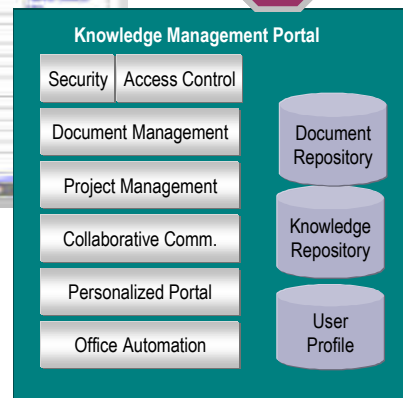 Knowledge Management Portal
Security
Access Control
Document Management
Project Management
Collaborative Comm.
Personalized Portal
Office Automation
Document
Repository
Knowledge
Repository
User
Profile